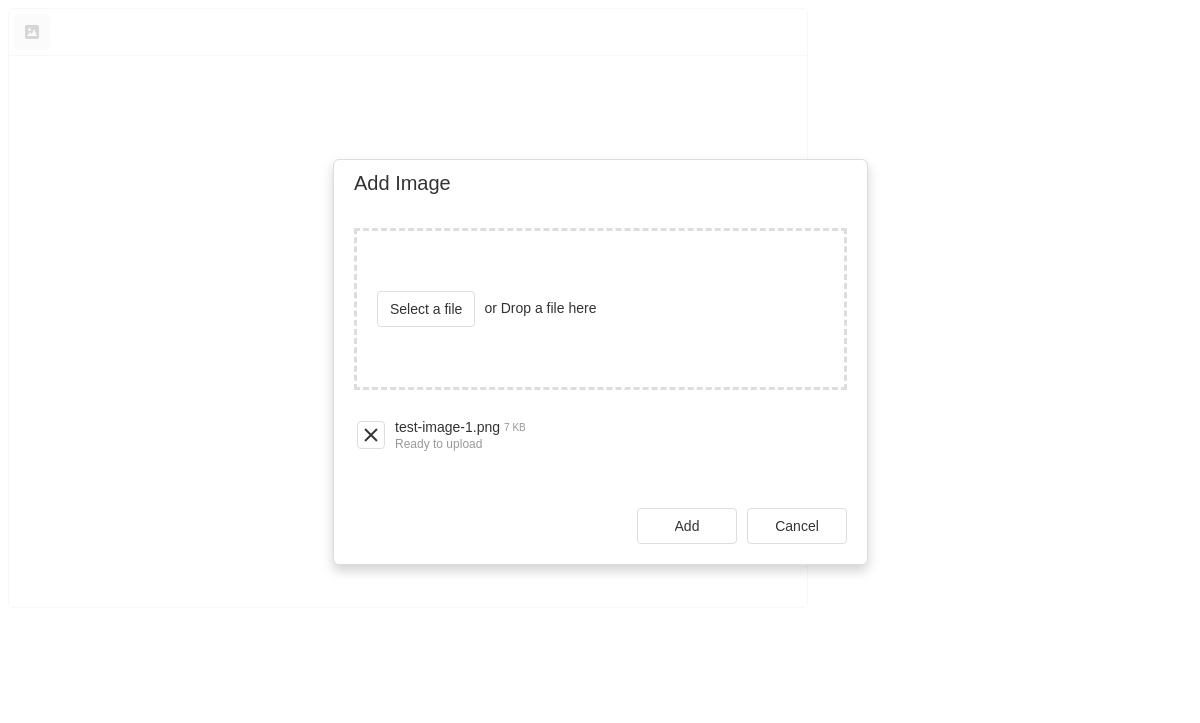 Add Image
Select a file or Drop a file here
test-image-1.png 7 KB
Ready to upload
Add Cancel